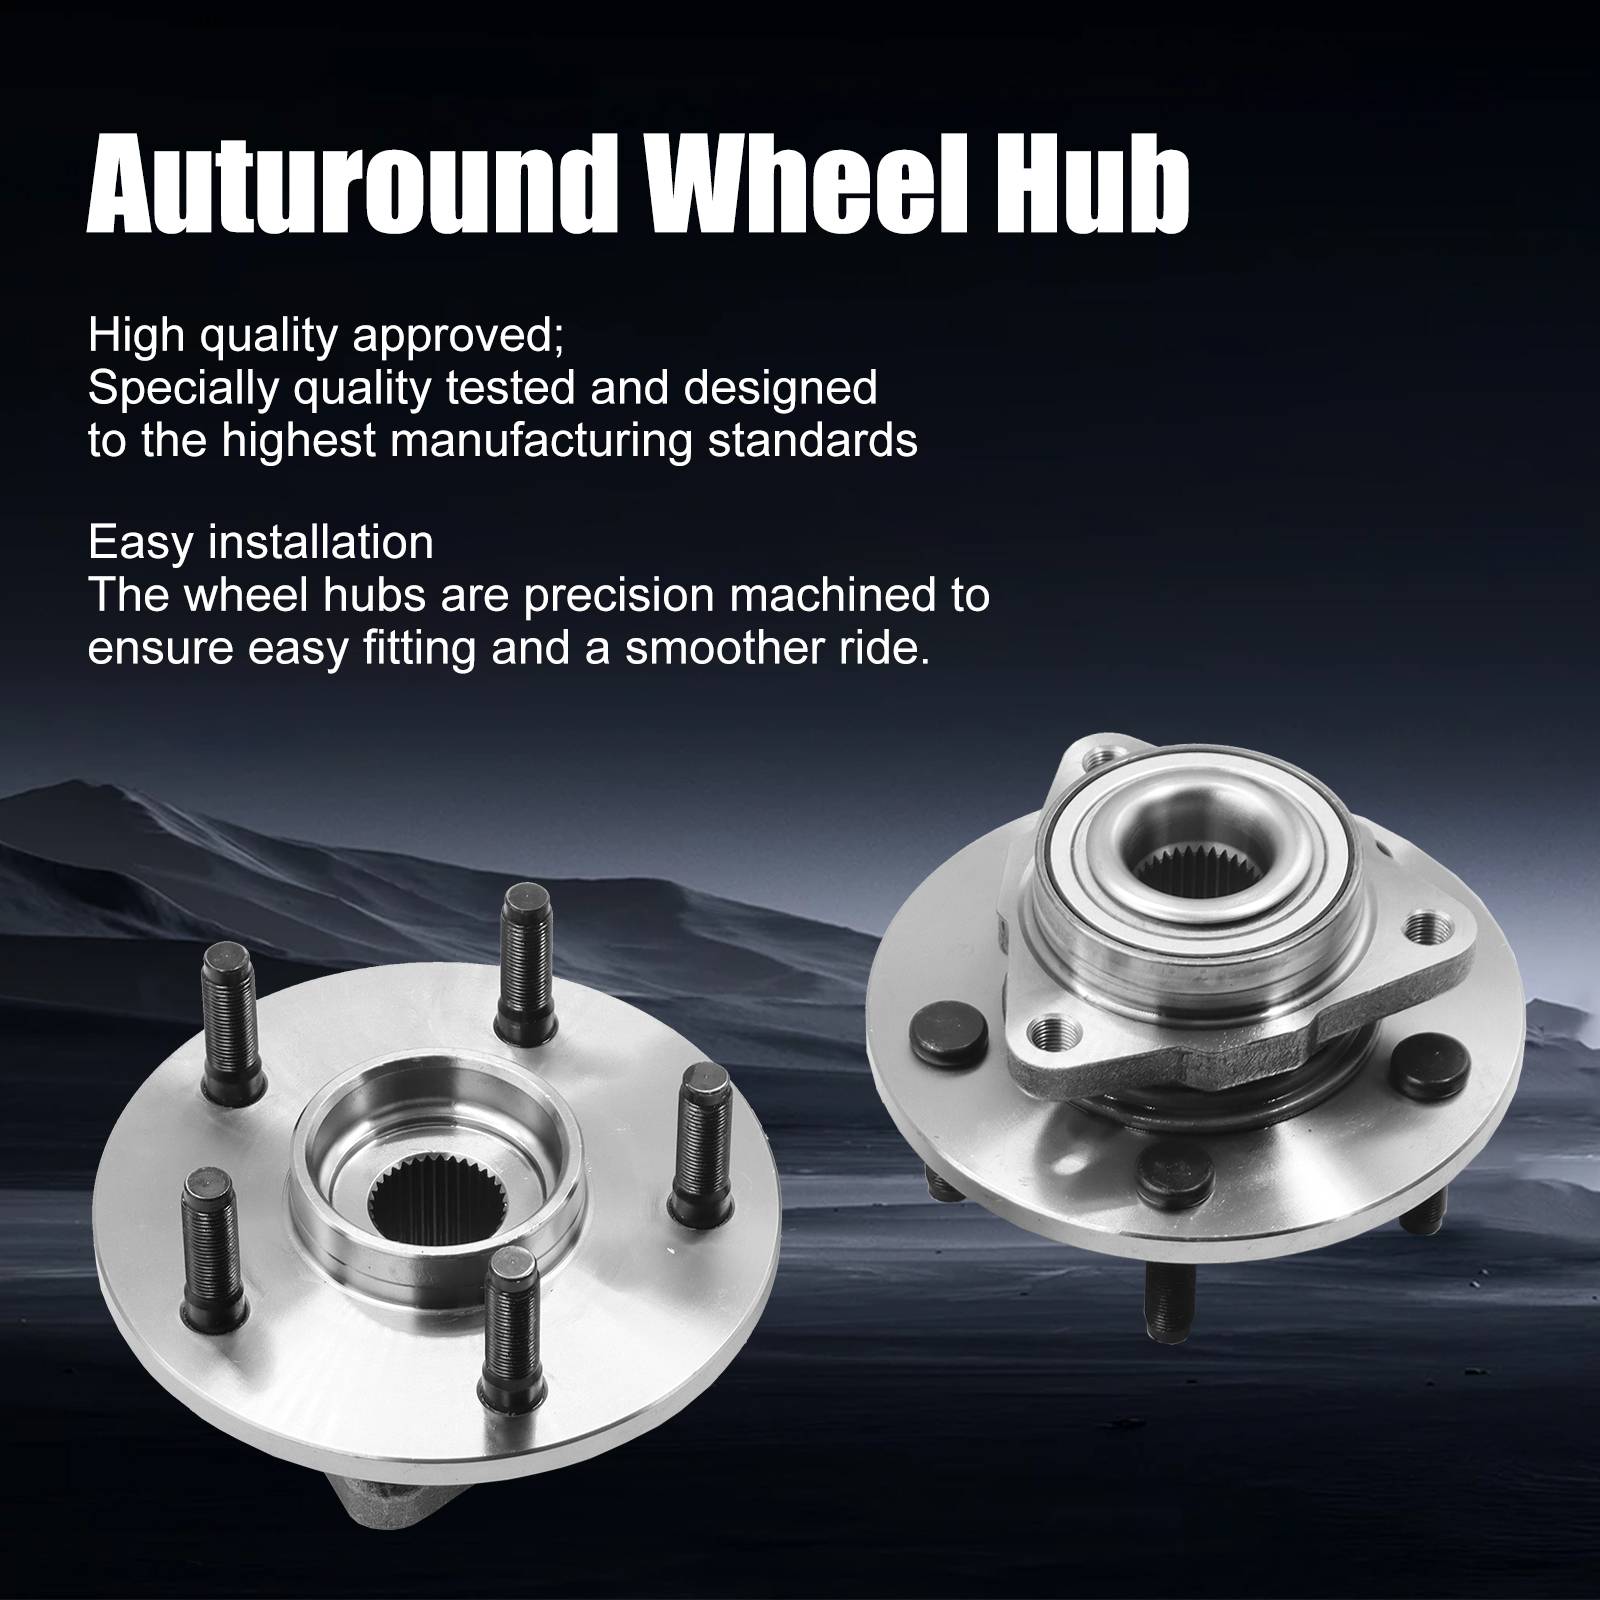 Auturound Wheel Hub
High quality approved;
Specially quality tested and designed
to the highest manufacturing standards
Easy installation
The wheel hubs are precision machined to
ensure easy fitting and a smoother ride.